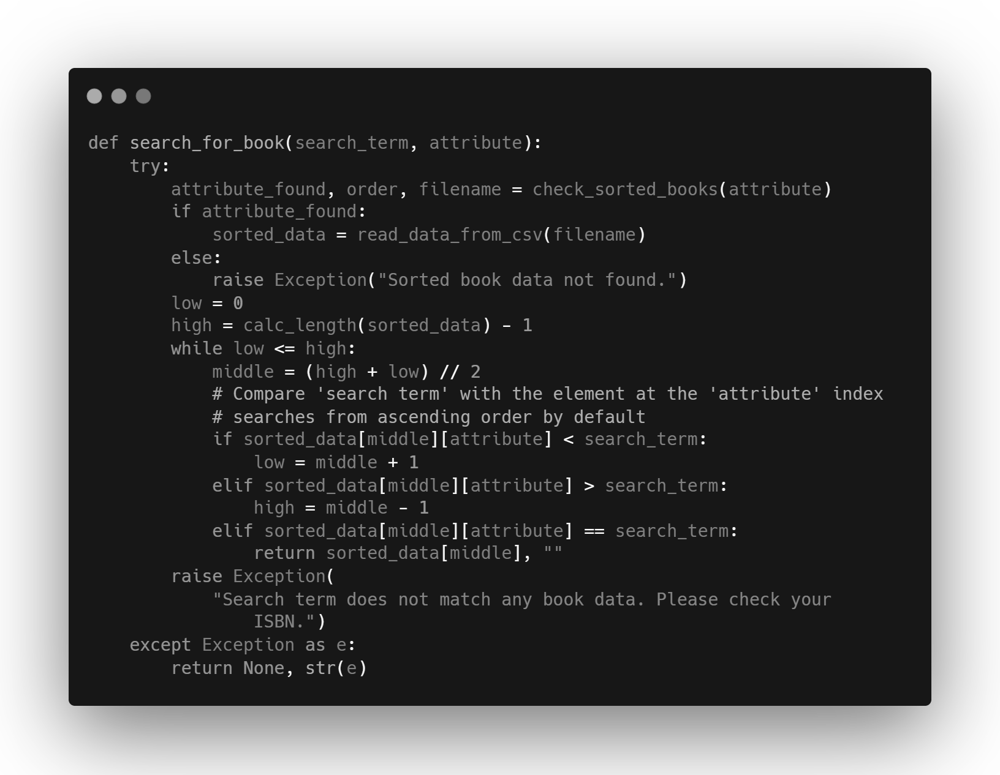 def search_for_book(search_term, attribute):
    try:
        attribute_found, order, filename = check_sorted_books(attribute)
        if attribute_found:
            sorted_data = read_data_from_csv(filename)
        else:
            raise Exception("Sorted book data not found.")
        low = 0
        high = calc_length(sorted_data) - 1
        while low <= high:
            middle = (high + low) // 2
            # Compare 'search term' with the element at the 'attribute' index
            # searches from ascending order by default
            if sorted_data[middle][attribute] < search_term:
                low = middle + 1
            elif sorted_data[middle][attribute] > search_term:
                high = middle - 1
            elif sorted_data[middle][attribute] == search_term:
                return sorted_data[middle], ""
        raise Exception(
            "Search term does not match any book data. Please check your
                ISBN.")
    except Exception as e:
        return None, str(e)